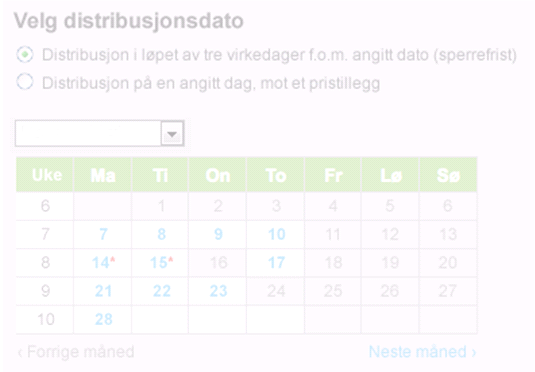 Velg distribusjonsdato
Distribusjon i løpet av tre virkedager f.o.m. angitt dato (sperrefrist)
Distribusjon på en angitt dag, mot et pristillegg
Uke Ma Ti On To Fr Lø Sø
6 1 2 3 4 5 6
7 7 8 9 10 11 12 13
8 14* 15* 16 17 18 19 20
9 21 22 23 24 25 26 27
10 28
‹ Forrige måned Neste måned ›